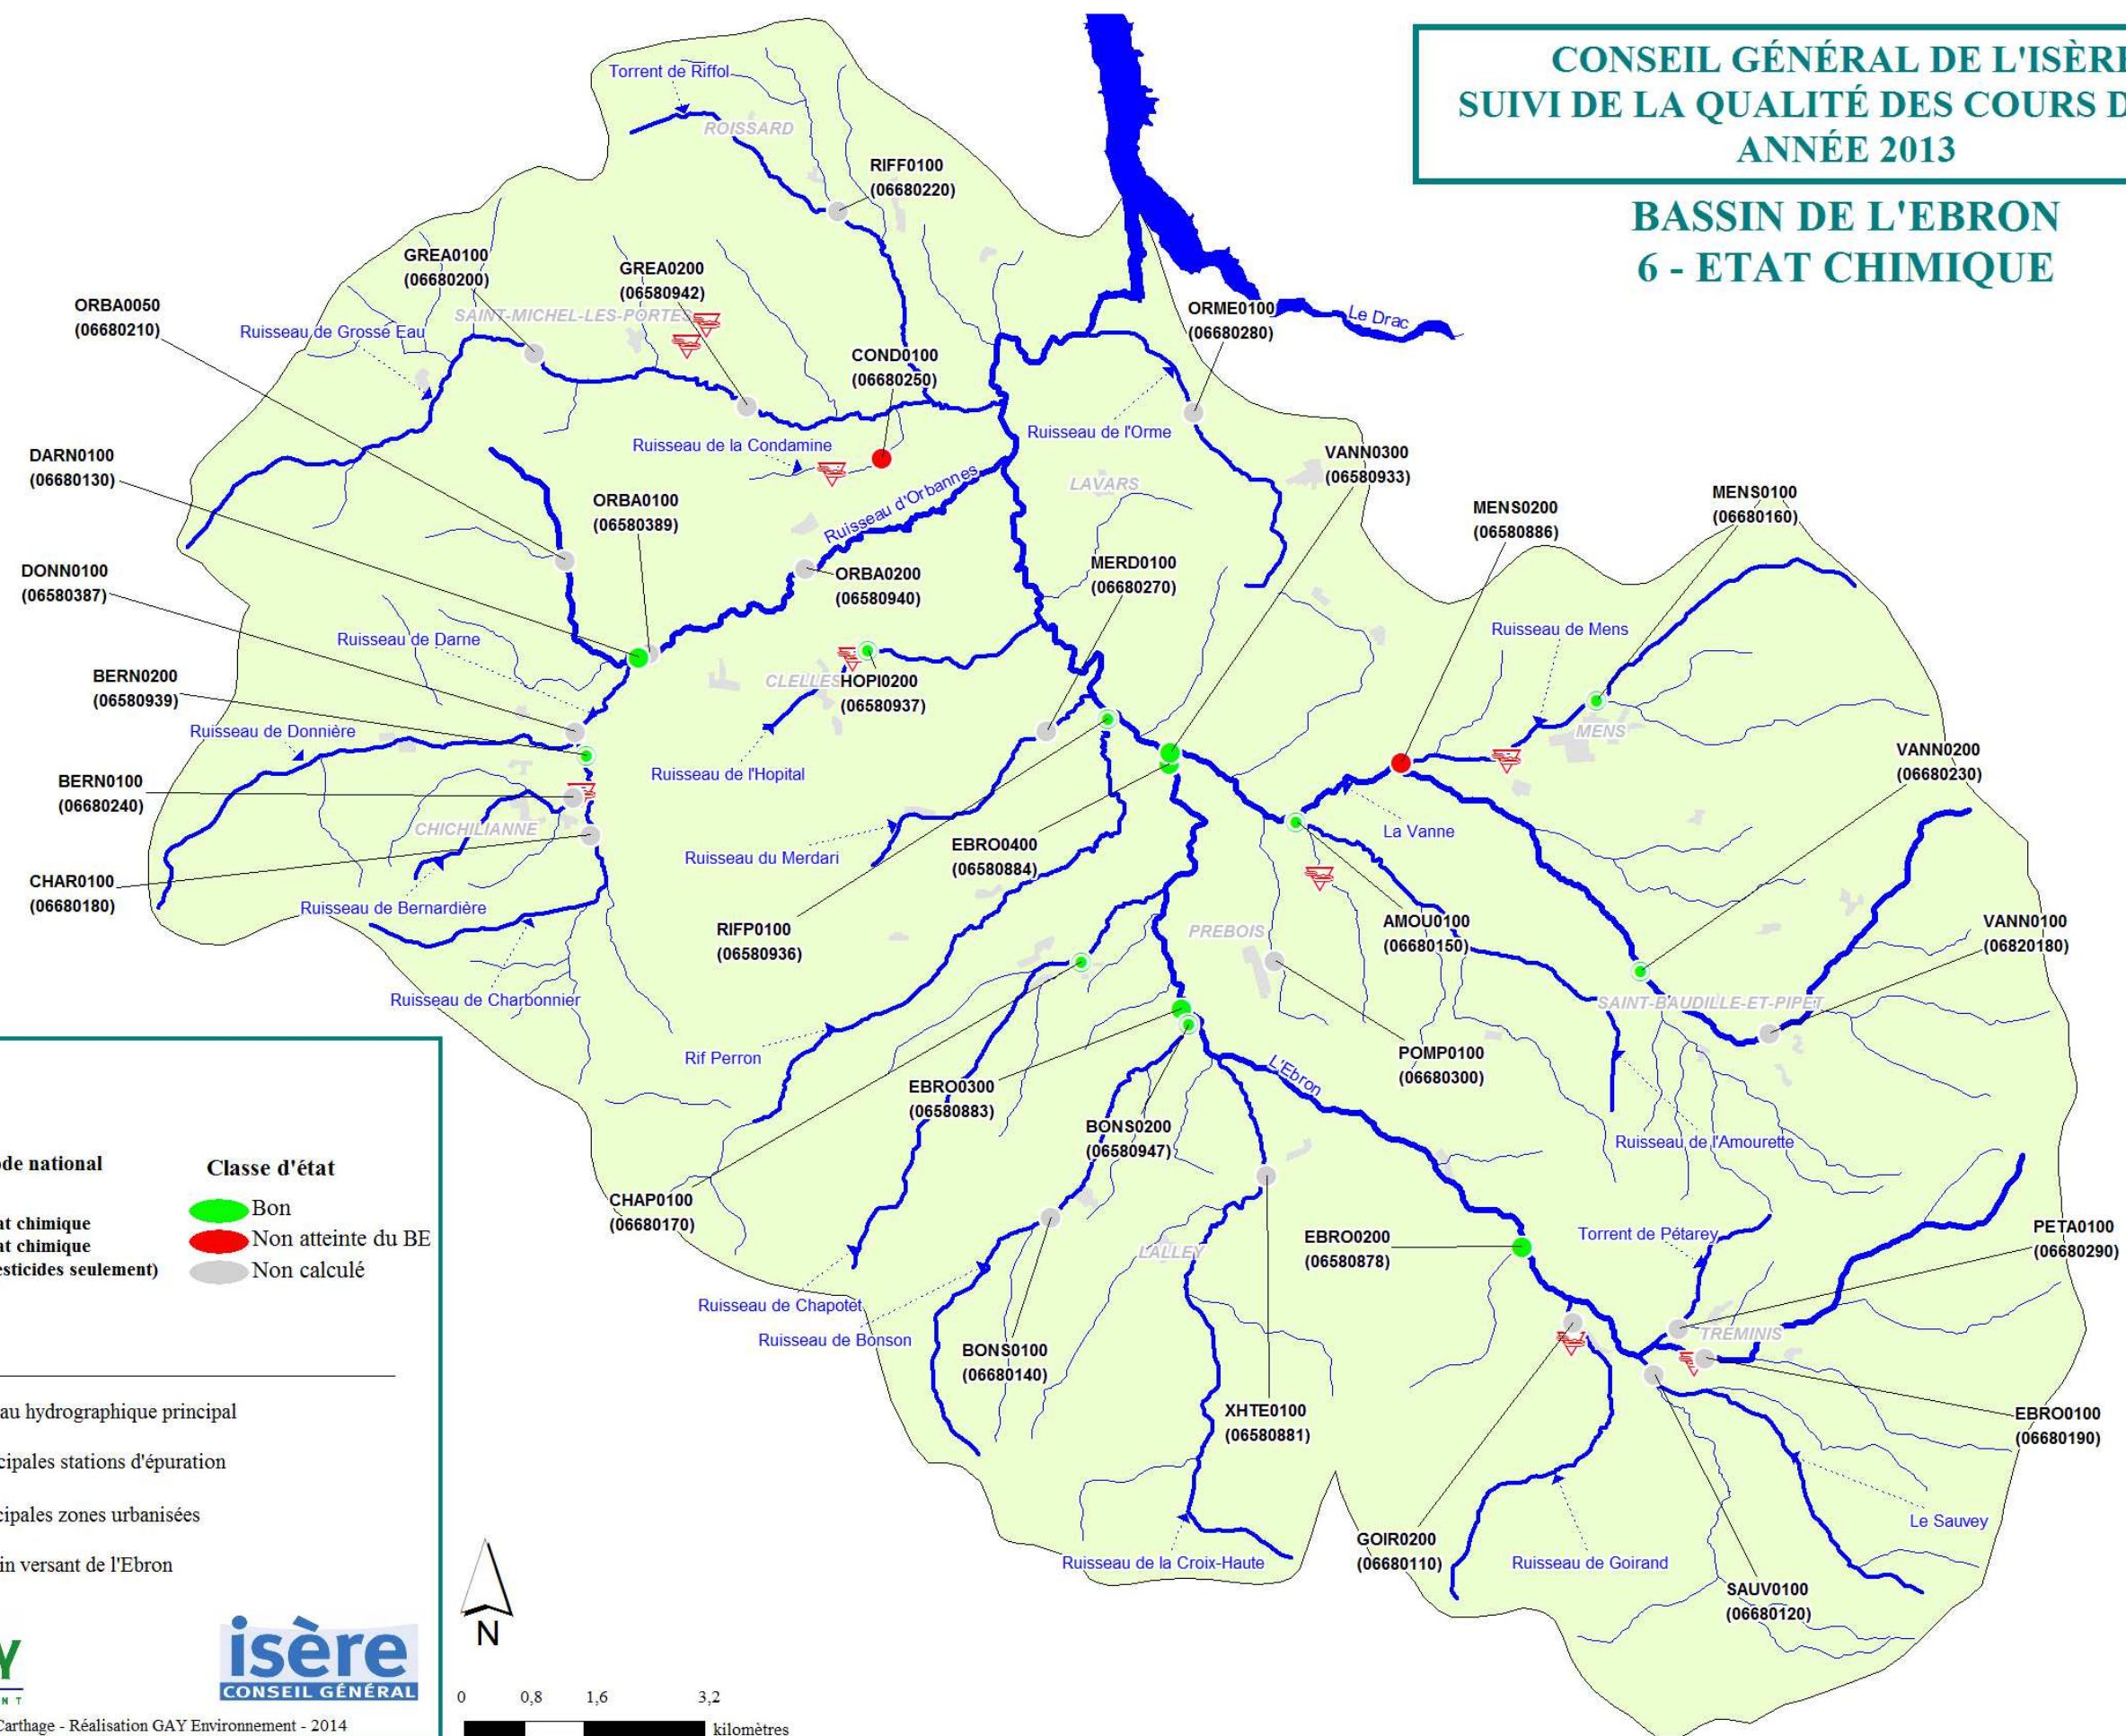 CONSEIL GÉNÉRAL DE L'ISÈRE
SUIVI DE LA QUALITÉ DES COURS
ANNÉE 2013
BASSIN DE L'EBRON
6 - ETAT CHIMIQUE
Torrent de Riffol
ROISSARD
RIFF0100
(06680220)
GREA0100
(06680200)
GREA0200
(06580942)
ORBA0050
(06680210)
Ruisseau de Grosse Eau
SAINT-MICHEL-LES-PORTES
ORME0100
(06680280)
Le Drac
COND0100
(06680250)
Ruisseau de la Condamine
Ruisseau de l'Orme
DARN0100
(06680130)
VANN0300
(06580933)
LAVARS
ORBA0100
(06580389)
Ruisseau d'Orbannes
MENS0200
(06580886)
MENS0100
(06680160)
DONN0100
(06580387)
ORBA0200
(06580940)
MERD0100
(06680270)
Ruisseau de Darne
Ruisseau de Mens
BERN0200
(06580939)
CLELLES
HOPI0200
(06580937)
Ruisseau de Donnière
MENS
VANN0200
(06680230)
Ruisseau de l'Hopital
BERN0100
(06680240)
CHICHILIANNE
La Vanne
EBRO0400
(06580884)
Ruisseau du Merdari
CHAR0100
(06680180)
Ruisseau de Bernardière
RIFP0100
(06580936)
PREBOIS
AMOU0100
(06680150)
VANN0100
(06820180)
Ruisseau de Charbonnier
SAINT-BAUDILLE-ET-PIPET
Rif Perron
L'Ebron
POMP0100
(06680300)
EBRO0300
(06580883)
BONS0200
(06580947)
Ruisseau de l'Amourette
CHAP0100
(06680170)
EBRO0200
(06580878)
Torrent de Pétarey
PETA0100
(06680290)
LALLEY
Ruisseau de Chapotet
Ruisseau de Bonson
TREMINIS
BONS0100
(06680140)
XHTE0100
(06580881)
EBRO0100
(06680190)
GOIR0200
(06680110)
Ruisseau de la Croix-Haute
Ruisseau de Goirand
Le Sauvey
SAUV0100
(06680120)
national
Classe d'état
Bon
chimique
Non atteinte du BE
chimique
seulement)
Non calculé
hydrographique principal
stations d'épuration
zones urbanisées
versant de l'Ebron
isère
CONSEIL GÉNÉRAL
Carthage - Réalisation GAY Environnement - 2014
N
0 0,8 1,6 3,2
kilomètres